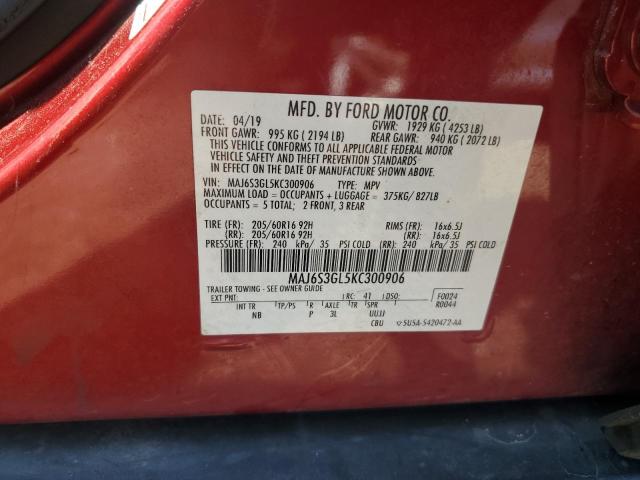 MFD. BY FORD MOTOR CO.
DATE: 04/19 GVWR: 1929 KG ( 4253 LB)
FRONT GAWR: 995 KG ( 2194 LB) REAR GAWR: 940 KG ( 2072 LB)
THIS VEHICLE CONFORMS TO ALL APPLICABLE FEDERAL MOTOR
VEHICLE SAFETY AND THEFT PREVENTION STANDARDS
IN EFFECT ON THE DATE OF MANUFACTURE SHOWN ABOVE.
VIN: MAJ6S3GL5KC300906 TYPE: MPV
MAXIMUM LOAD = OCCUPANTS + LUGGAGE = 375KG/ 827LB
OCCUPANTS = 5 TOTAL; 2 FRONT, 3 REAR
TIRE (FR): 205/60R16 92H RIMS (FR): 16x6.5J
(RR): 205/60R16 92H (RR): 16x6.5J
PRESSURE (FR): 240 kPa/ 35 PSI COLD (RR): 240 kPa/ 35 PSI COLD
MAJ6S3GL5KC300906
TRAILER TOWING - SEE OWNER GUIDE
EXT PNT: RC: 41 DSO: F0024
R0044
INT TR TP/PS R AXLE TR SPR
NB P 3L UUJJ
CBU 5U5A-5420472-AA